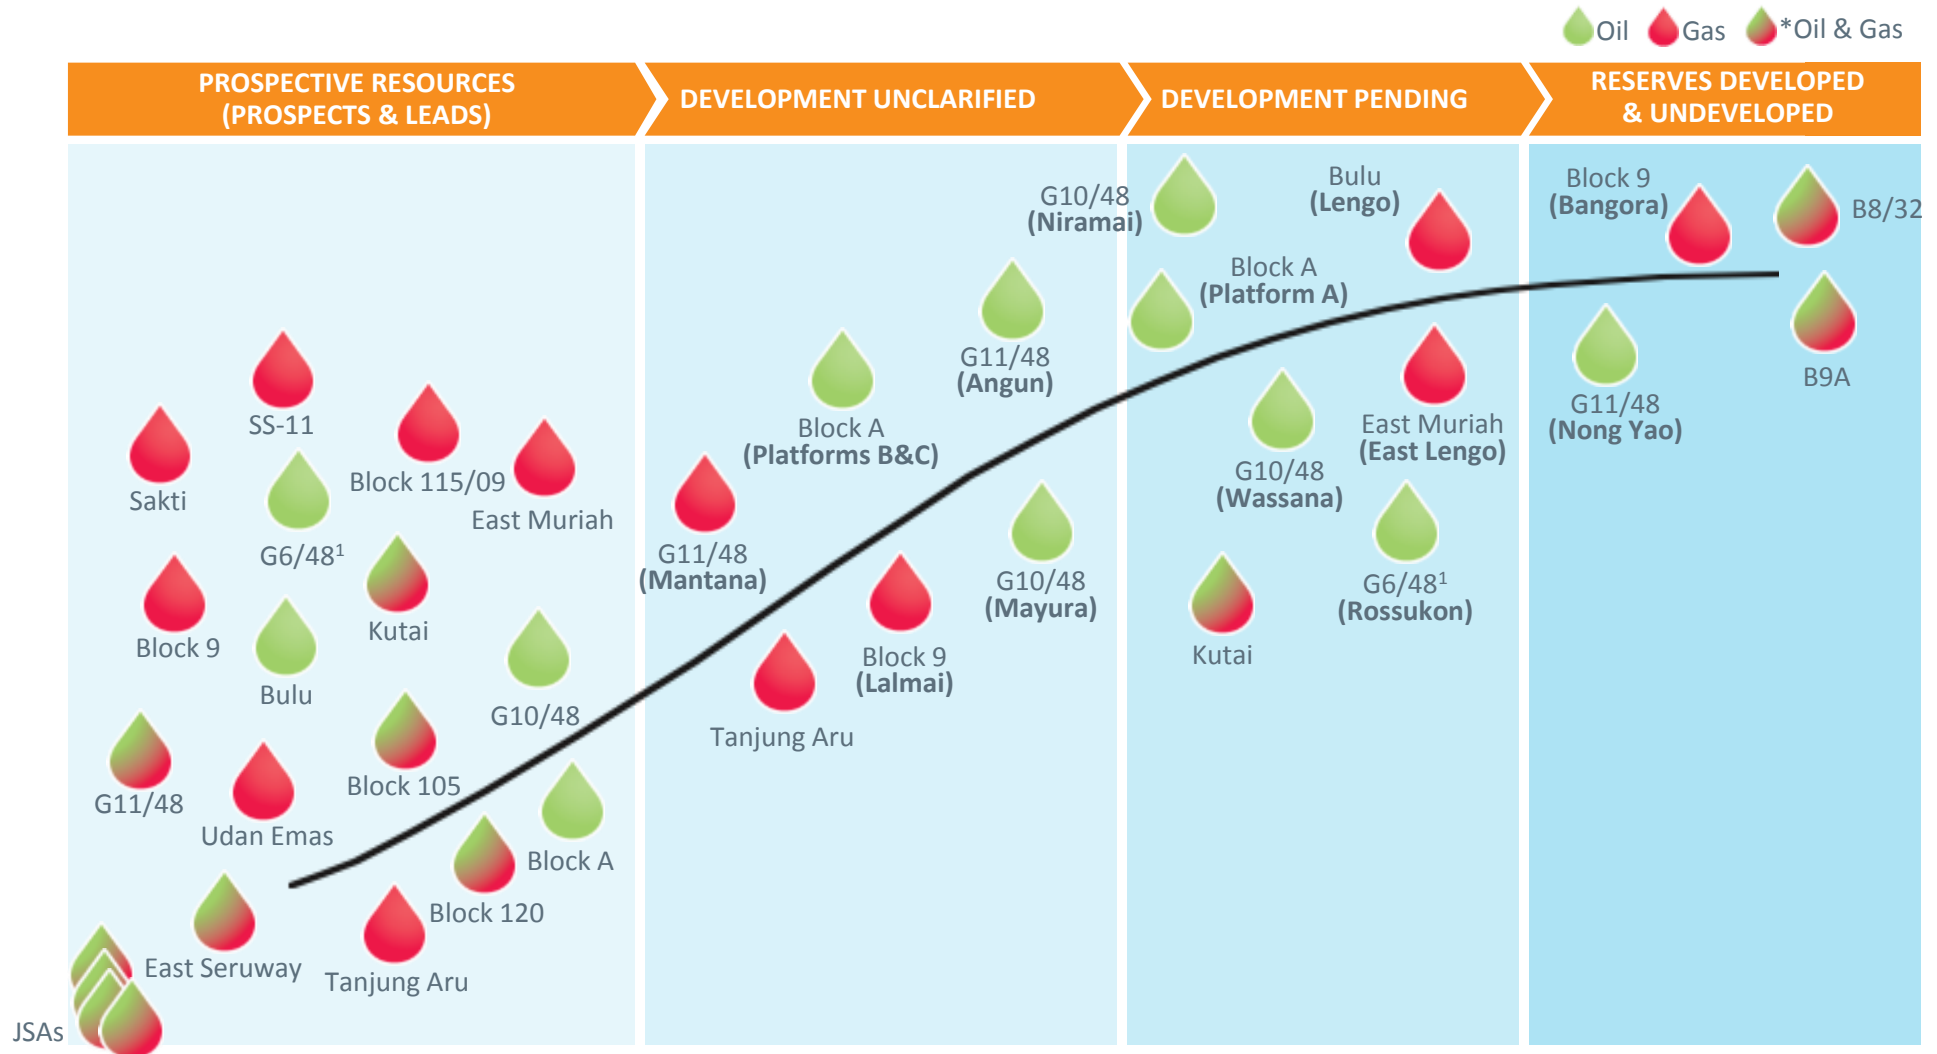 Oil
Gas
*Oil & Gas
PROSPECTIVE RESOURCES
(PROSPECTS & LEADS)
DEVELOPMENT UNCLARIFIED
DEVELOPMENT PENDING
RESERVES DEVELOPED
& UNDEVELOPED
SS-11
Sakti
Block 115/09
East Muriah
G6/48¹
Block 9
Kutai
Bulu
G10/48
G11/48
Block 105
Udan Emas
Block A
Block 120
East Seruway
Tanjung Aru
JSAs
G11/48
(Angun)
Block A
(Platforms B&C)
G11/48
(Mantana)
G10/48
(Mayura)
Block 9
(Lalmai)
Tanjung Aru
G10/48
(Niramai)
Bulu
(Lengo)
Block A
(Platform A)
East Muriah
(East Lengo)
G10/48
(Wassana)
G6/48¹
(Rossukon)
Kutai
Block 9
(Bangora)
B8/32
B9A
G11/48
(Nong Yao)